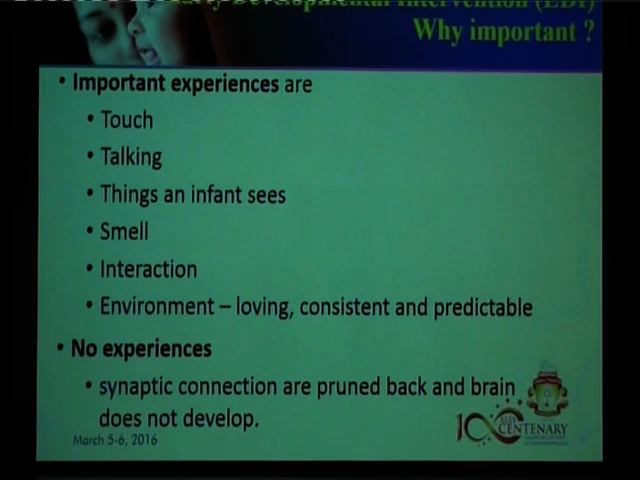 Early Developmental Intervention (EDI)
Why important ?
• Important experiences are
• Touch
• Talking
• Things an infant sees
• Smell
• Interaction
• Environment – loving, consistent and predictable
• No experiences
• synaptic connection are pruned back and brain
does not develop.
March 5-6, 2016
CENTENARY